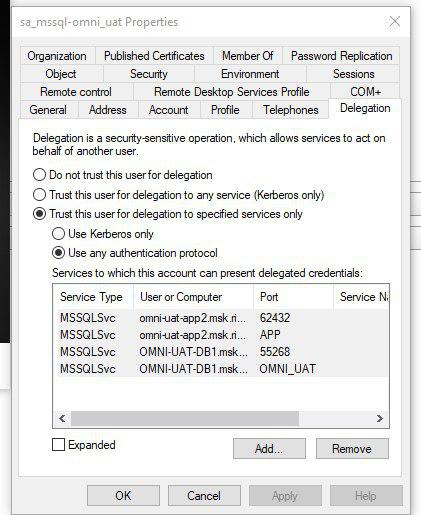 sa_mssql-omni_uat Properties
Organization Published Certificates Member Of Password Replication
Object Security Environment Sessions
Remote control Remote Desktop Services Profile COM+
General Address Account Profile Telephones Delegation
Delegation is a security-sensitive operation, which allows services to act on
behalf of another user.
Do not trust this user for delegation
Trust this user for delegation to any service (Kerberos only)
Trust this user for delegation to specified services only
Use Kerberos only
Use any authentication protocol
Services to which this account can present delegated credentials:
Service Type User or Computer Port Service Na
MSSQLSvc omni-uat-app2.msk.ri... 62432
MSSQLSvc omni-uat-app2.msk.ri... APP
MSSQLSvc OMNI-UAT-DB1.msk... 55268
MSSQLSvc OMNI-UAT-DB1.msk... OMNI_UAT
Expanded Add... Remove
OK Cancel Apply Help